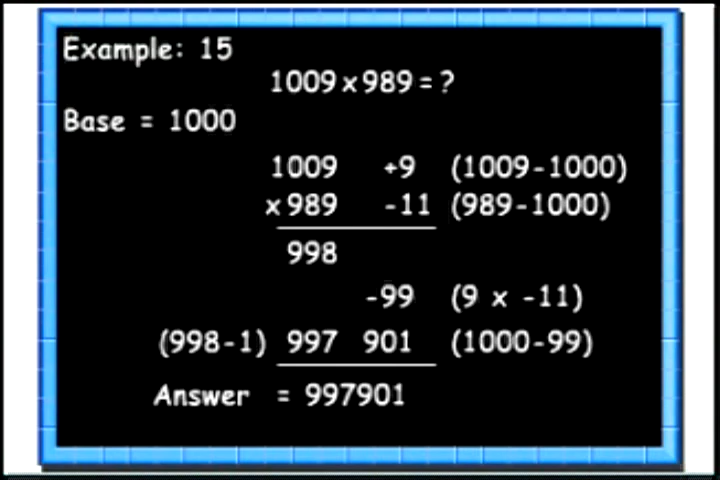 Example: 15
1009 x 989 = ?
Base = 1000
1009 +9 (1009-1000)
x 989 -11 (989-1000)
998
-99 (9 x -11)
(998-1) 997 901 (1000-99)
Answer = 997901